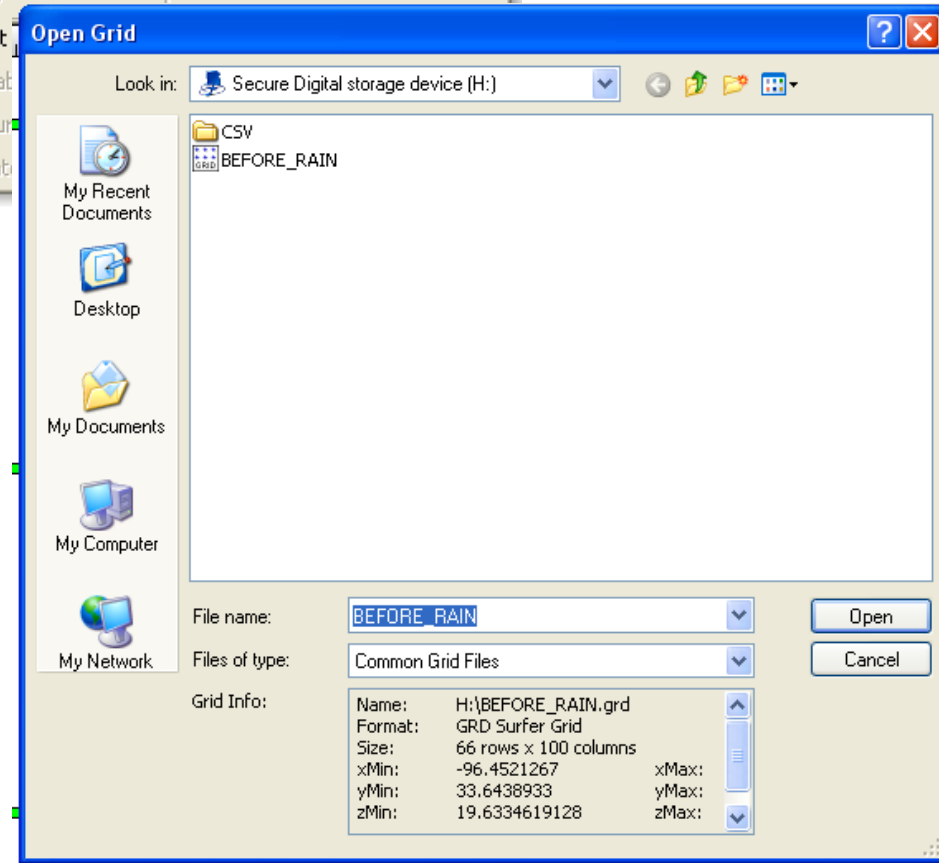 Open Grid
Look in: Secure Digital storage device (H:)
CSV
GRID BEFORE_RAIN
My Recent
Documents
Desktop
My Documents
My Computer
My Network
File name: BEFORE_RAIN Open
Files of type: Common Grid Files Cancel
Grid Info:
Name: H:\BEFORE_RAIN.grd
Format: GRD Surfer Grid
Size: 66 rows x 100 columns
xMin: -96.4521267 xMax:
yMin: 33.6438933 yMax:
zMin: 19.6334619128 zMax: